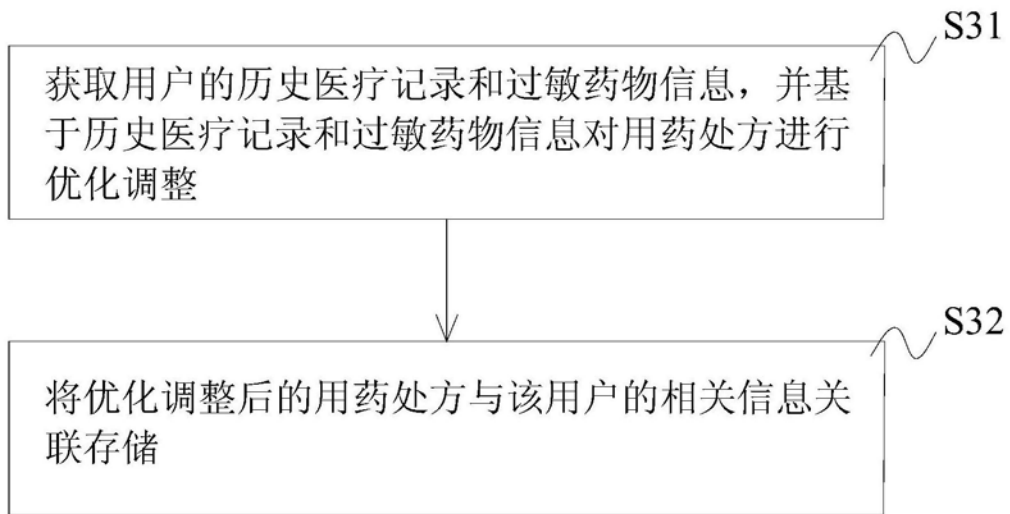 S31
获取用户的历史医疗记录和过敏药物信息，并基
于历史医疗记录和过敏药物信息对用药处方进行
优化调整
S32
将优化调整后的用药处方与该用户的相关信息关
联存储